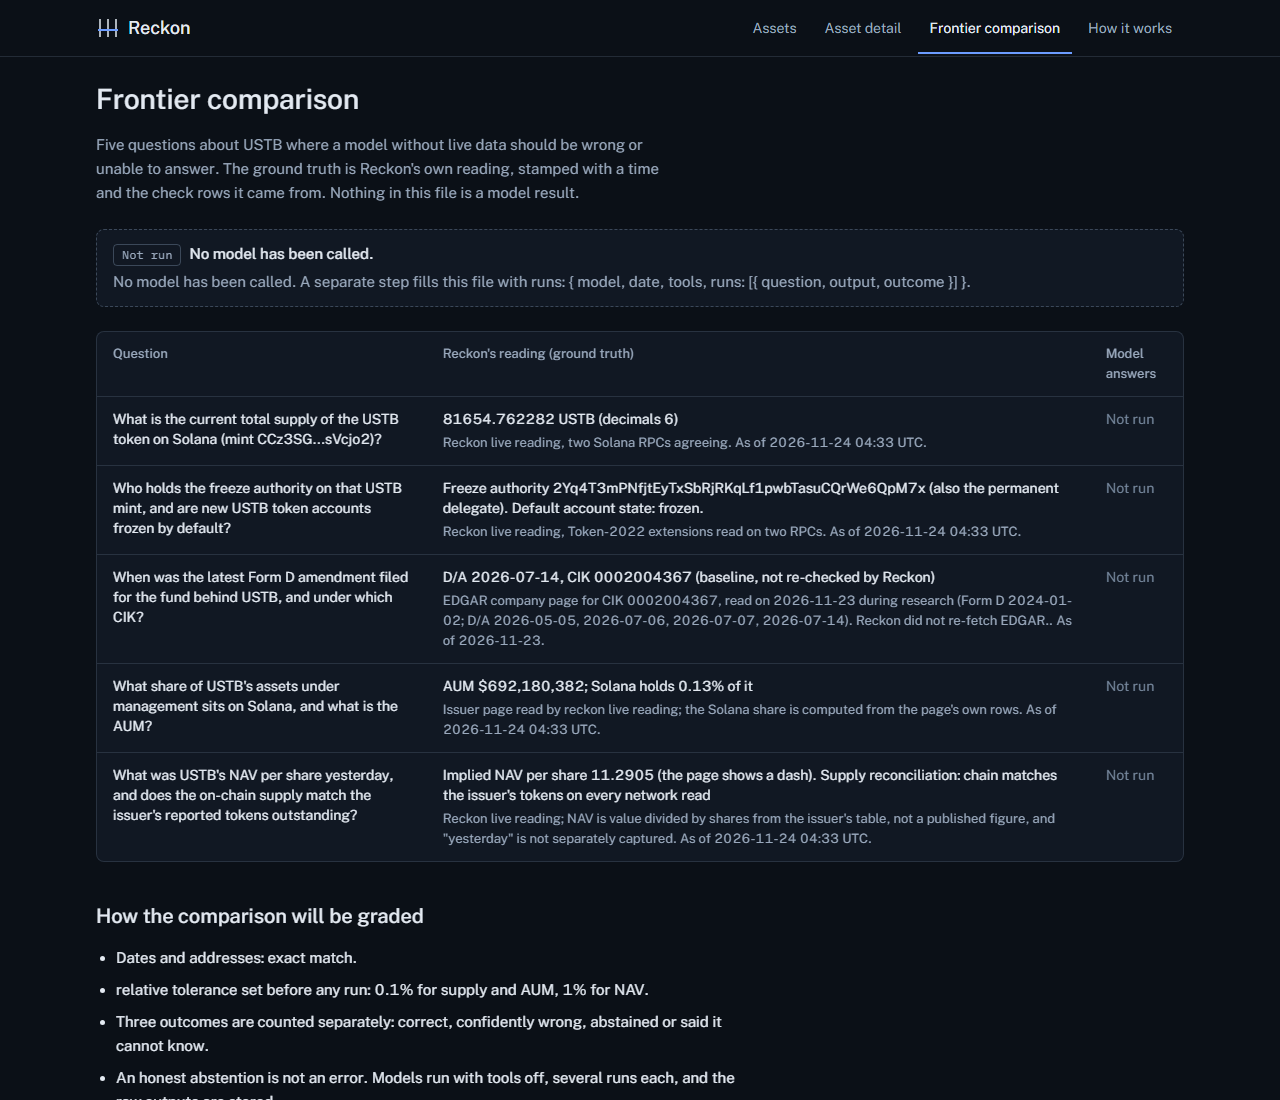 Reckon
Assets
Asset detail
Frontier comparison
How it works
Frontier comparison
Five questions about USTB where a model without live data should be wrong or
unable to answer. The ground truth is Reckon's own reading, stamped with a time
and the check rows it came from. Nothing in this file is a model result.
Not run No model has been called.
No model has been called. A separate step fills this file with runs: { model, date, tools, runs: [{ question, output, outcome }] }.
Question
Reckon's reading (ground truth)
Model
answers
What is the current total supply of the USTB
token on Solana (mint CCz3SG...sVcjo2)?
81654.762282 USTB (decimals 6)
Reckon live reading, two Solana RPCs agreeing. As of 2026-11-24 04:33 UTC.
Not run
Who holds the freeze authority on that USTB
mint, and are new USTB token accounts
frozen by default?
Freeze authority 2Yq4T3mPNfjtEyTxSbRjRKqLf1pwbTasuCQrWe6QpM7x (also the permanent
delegate). Default account state: frozen.
Reckon live reading, Token-2022 extensions read on two RPCs. As of 2026-11-24 04:33 UTC.
Not run
When was the latest Form D amendment filed
for the fund behind USTB, and under which
CIK?
D/A 2026-07-14, CIK 0002004367 (baseline, not re-checked by Reckon)
EDGAR company page for CIK 0002004367, read on 2026-11-23 during research (Form D 2024-01-
02; D/A 2026-05-05, 2026-07-06, 2026-07-07, 2026-07-14). Reckon did not re-fetch EDGAR.. As
of 2026-11-23.
Not run
What share of USTB's assets under
management sits on Solana, and what is the
AUM?
AUM $692,180,382; Solana holds 0.13% of it
Issuer page read by reckon live reading; the Solana share is computed from the page's own rows. As of
2026-11-24 04:33 UTC.
Not run
What was USTB's NAV per share yesterday,
and does the on-chain supply match the
issuer's reported tokens outstanding?
Implied NAV per share 11.2905 (the page shows a dash). Supply reconciliation: chain matches
the issuer's tokens on every network read
Reckon live reading; NAV is value divided by shares from the issuer's table, not a published figure, and
"yesterday" is not separately captured. As of 2026-11-24 04:33 UTC.
Not run
How the comparison will be graded
• Dates and addresses: exact match.
• relative tolerance set before any run: 0.1% for supply and AUM, 1% for NAV.
• Three outcomes are counted separately: correct, confidently wrong, abstained or said it
cannot know.
• An honest abstention is not an error. Models run with tools off, several runs each, and the
raw outputs are stored.